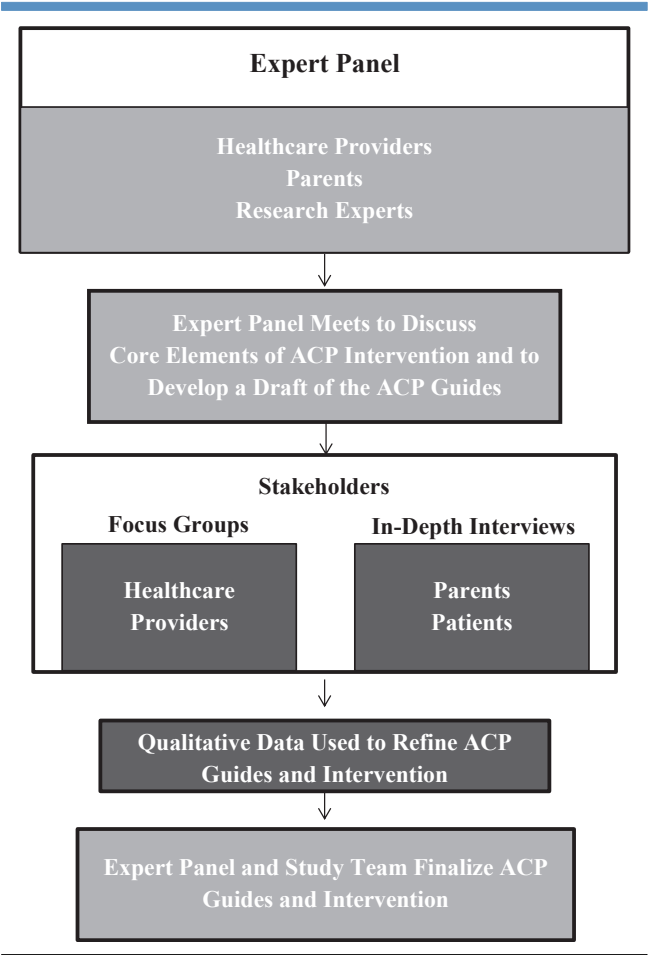 Expert Panel
Healthcare Providers
Parents
Research Experts
Expert Panel Meets to Discuss
Core Elements of ACP Intervention and to
Develop a Draft of the ACP Guides
Stakeholders
Focus Groups
Healthcare
Providers
In-Depth Interviews
Parents
Patients
Qualitative Data Used to Refine ACP
Guides and Intervention
Expert Panel and Study Team Finalize ACP
Guides and Intervention